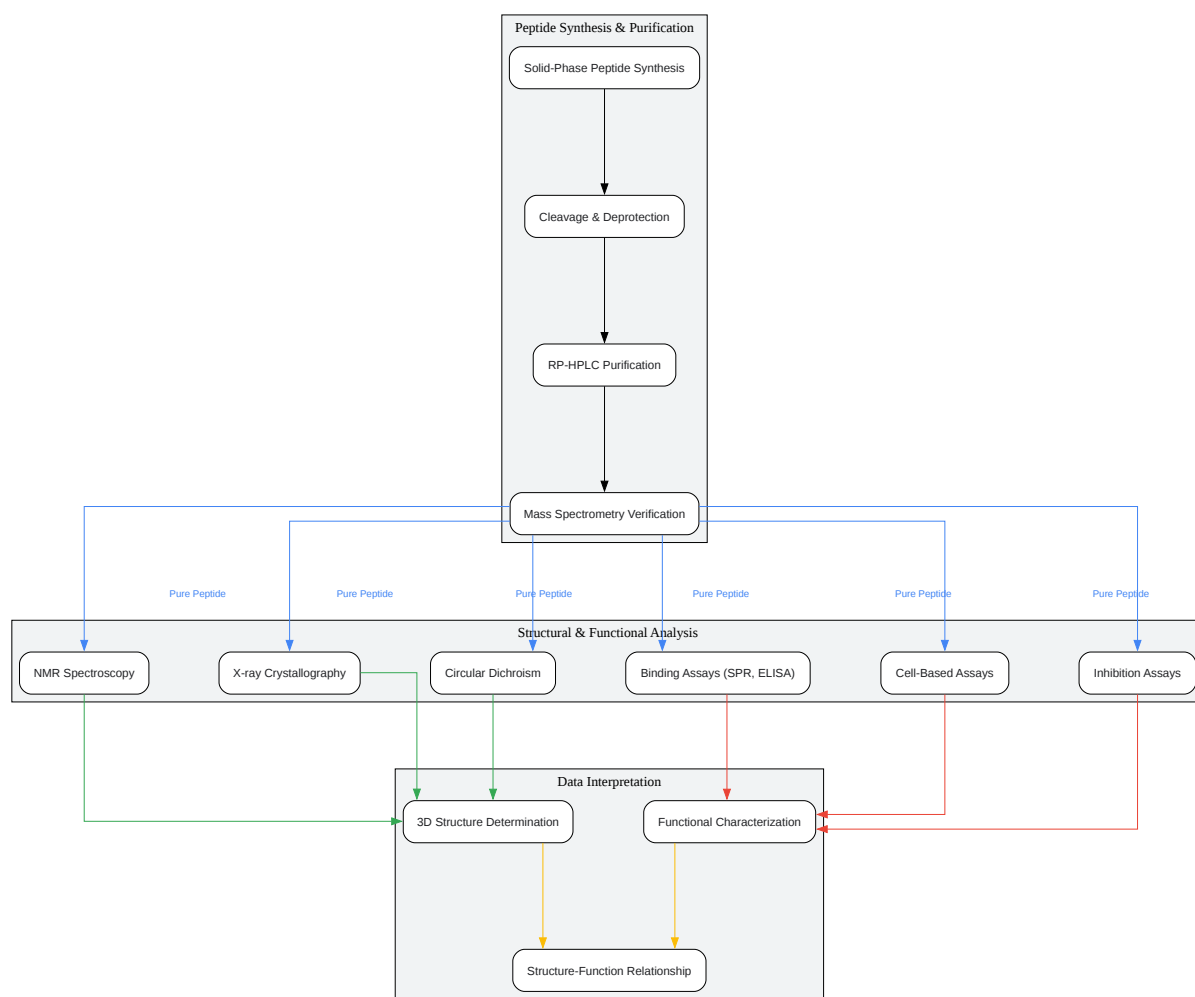 Peptide Synthesis & Purification
Solid-Phase Peptide Synthesis
Cleavage & Deprotection
RP-HPLC Purification
Mass Spectrometry Verification
Pure Peptide
Pure Peptide
Pure Peptide
Pure Peptide
Pure Peptide
Pure Peptide
Structural & Functional Analysis
NMR Spectroscopy
X-ray Crystallography
Circular Dichroism
Binding Assays (SPR, ELISA)
Cell-Based Assays
Inhibition Assays
Data Interpretation
3D Structure Determination
Functional Characterization
Structure-Function Relationship